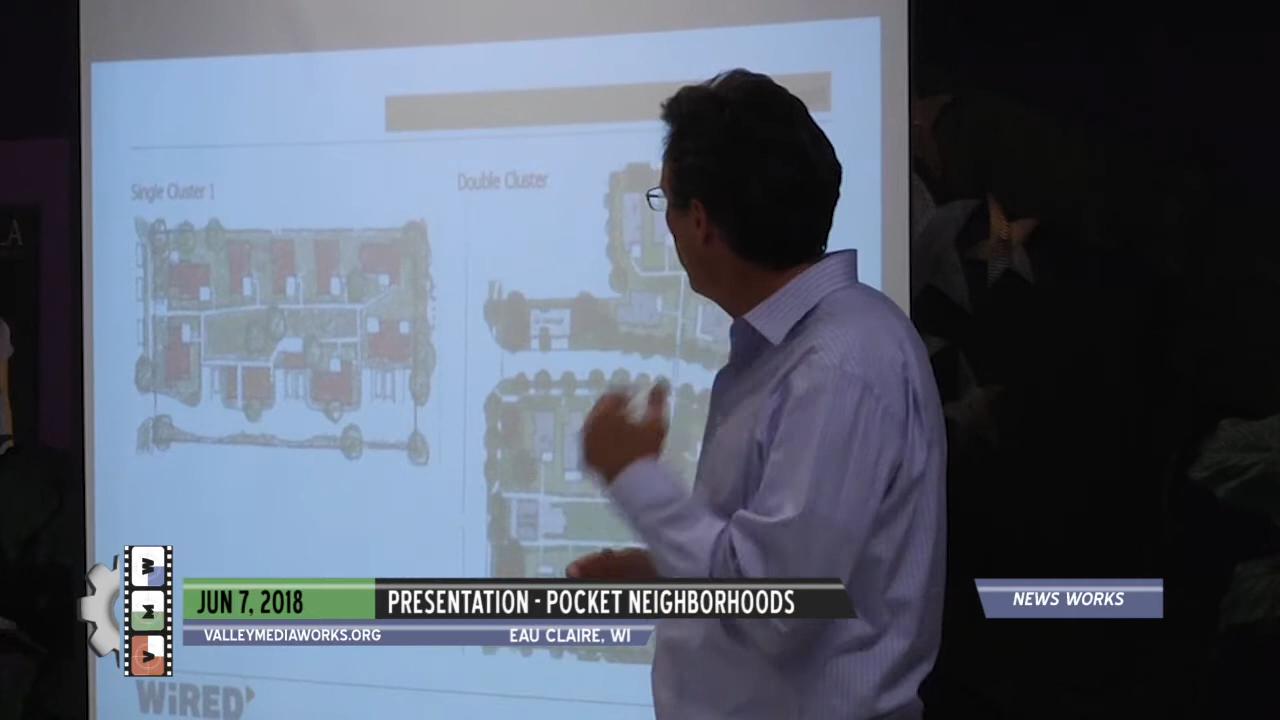 Single Cluster 1
Double Cluster
LA
W
M
V
JUN 7, 2018
PRESENTATION - POCKET NEIGHBORHOODS
NEWS WORKS
VALLEYMEDIAWORKS.ORG
EAU CLAIRE, WI
WiRED